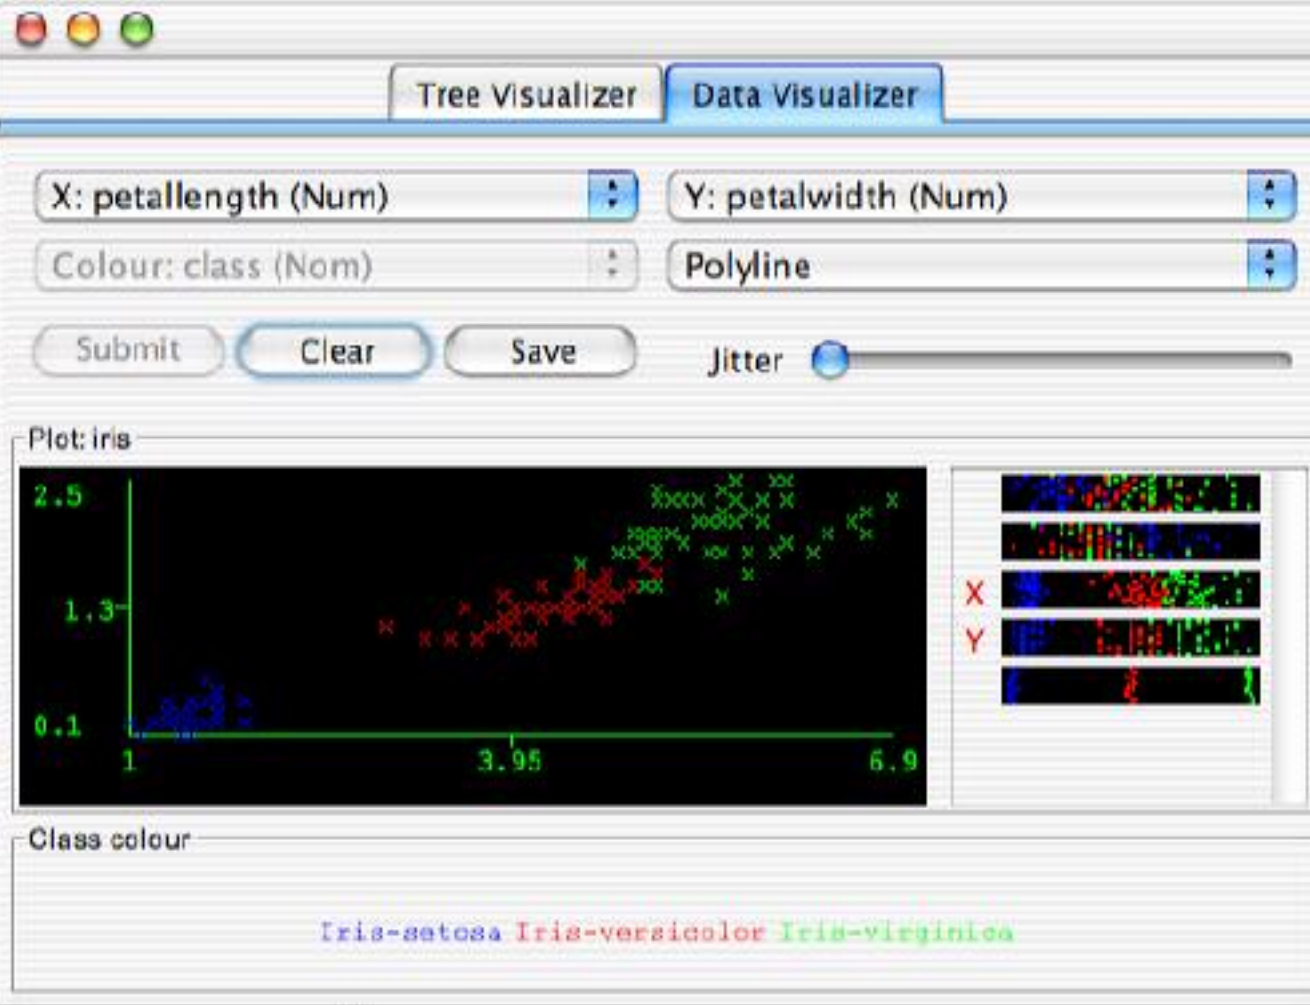 Tree Visualizer Data Visualizer
X: petallength (Num) Y: petalwidth (Num)
Colour: class (Nom) Polyline
Submit Clear Save Jitter
Plot: iris
2.5
1.3
0.1
1 3.95 6.9
X
Y
Class colour
Iris-setosa Iris-versicolor Iris-virginica